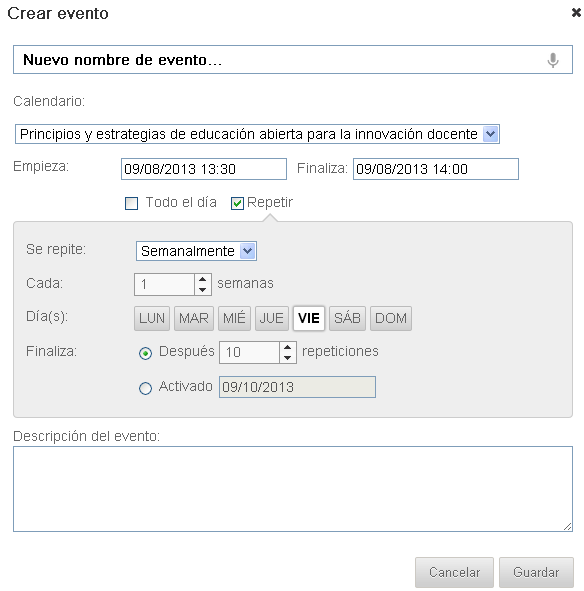 Crear evento
Nuevo nombre de evento...
Calendario:
Principios y estrategias de educación abierta para la innovación docente
Empieza: 09/08/2013 13:30 Finaliza: 09/08/2013 14:00
Todo el día Repetir
Se repite: Semanalmente
Cada: 1 semanas
Día(s): LUN MAR MIÉ JUE VIE SÁB DOM
Finaliza: Después 10 repeticiones
Activado 09/10/2013
Descripción del evento:
Cancelar Guardar